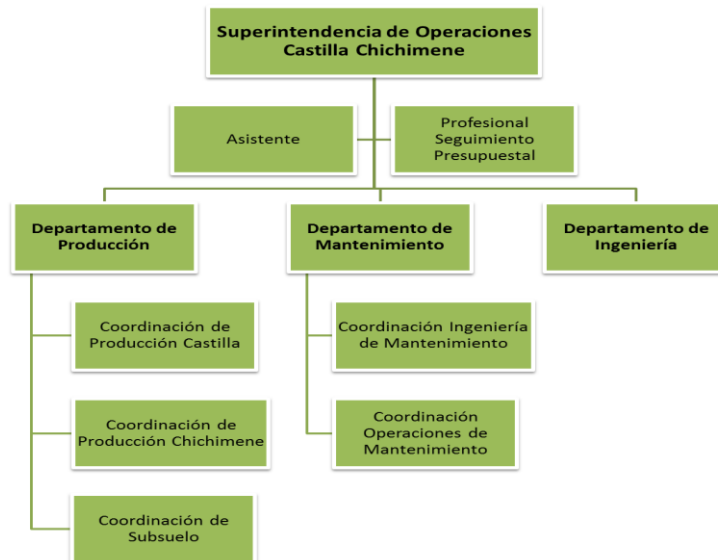 Superintendencia de Operaciones
Castilla Chichimene
Asistente
Profesional
Seguimiento
Presupuestal
Departamento de
Producción
Departamento de
Mantenimiento
Departamento de
Ingeniería
Coordinación de
Producción Castilla
Coordinación Ingeniería
de Mantenimiento
Coordinación de
Producción Chichimene
Coordinación
Operaciones de
Mantenimiento
Coordinación de
Subsuelo